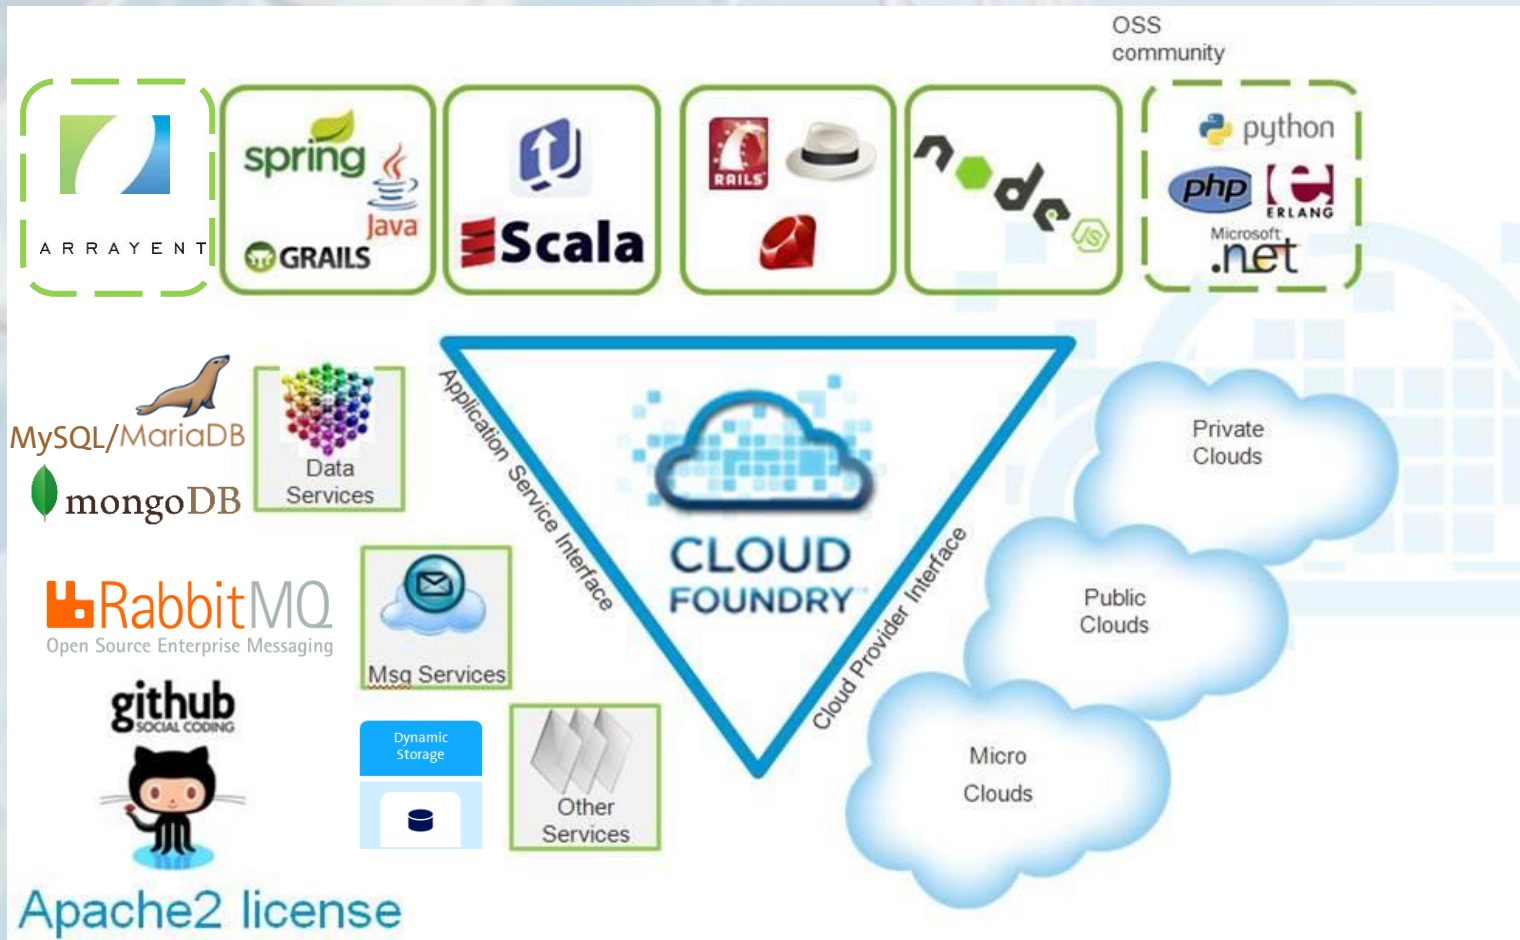 OSS
community
ARRAYENT
spring
Java
GRAILS
Scala
RAILS
node
JS
python
php
e
ERLANG
Microsoft
.net
MySQL/MariaDB
mongoDB
Data
Services
Application Service Interface
CLOUD
FOUNDRY
Cloud Provider Interface
Private
Clouds
Public
Clouds
Micro
Clouds
RabbitMQ
Open Source Enterprise Messaging
Msg Services
github
SOCIAL CODING
Dynamic
Storage
Other
Services
Apache2 license